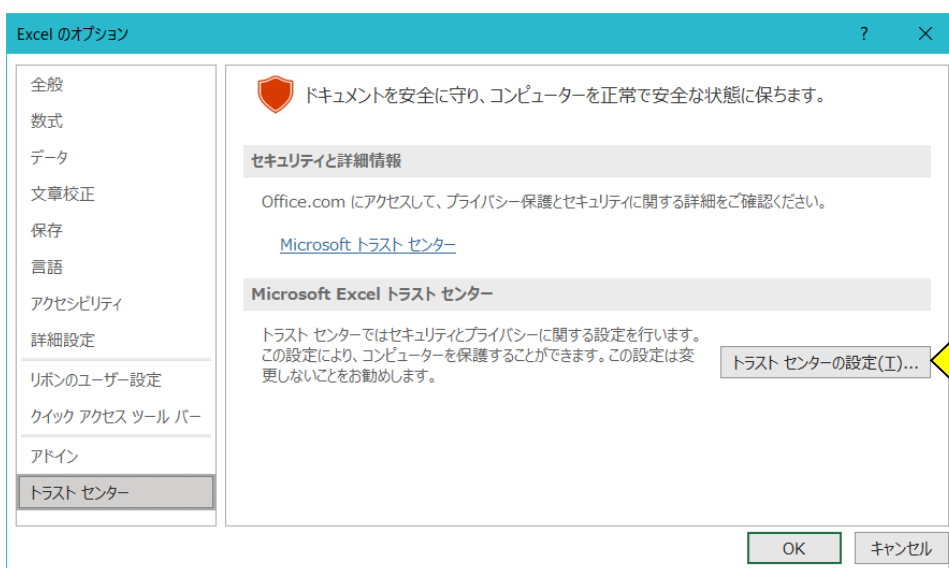 Excel のオプション
? ×
全般
数式
データ
文章校正
保存
言語
アクセシビリティ
詳細設定
リボンのユーザー設定
クイック アクセス ツール バー
アドイン
トラスト センター
ドキュメントを安全に守り、コンピューターを正常で安全な状態に保ちます。
セキュリティと詳細情報
Office.com にアクセスして、プライバシー保護とセキュリティに関する詳細をご確認ください。
Microsoft トラスト センター
Microsoft Excel トラスト センター
トラスト センターではセキュリティとプライバシーに関する設定を行います。
この設定により、コンピューターを保護することができます。この設定は変
更しないことをお勧めします。
トラスト センターの設定(T)...
OK
キャンセル